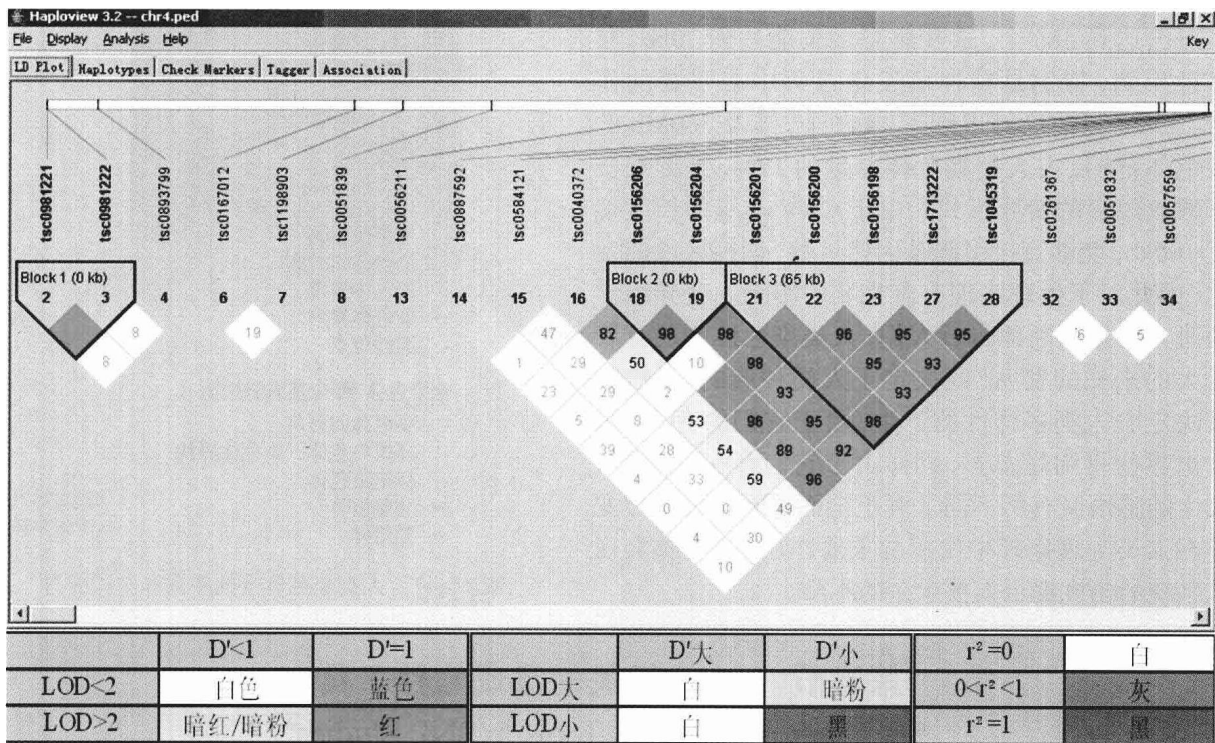 Haploview 3.2 -- chr4.ped
File Display Analysis Help
Key
LD Plot Haplotypes Check Markers Tagger Association
tsc0981221
tsc0981222
tsc0893799
tsc0167012
tsc1198903
tsc0051839
tsc0056211
tsc0887592
tsc0584121
tsc0040372
tsc0156206
tsc0156204
tsc0156201
tsc0156200
tsc0156198
tsc1713222
tsc1045319
tsc0261367
tsc0051832
tsc0057559
Block 1 (0 kb) Block 2 (0 kb) Block 3 (65 kb)
2 3 4 6 7 8 13 14 15 16 18 19 21 22 23 27 28 32 33 34
8 19 47 82 98 98 96 95 95 6 5
8 1 29 50 10 98 95 93
23 29 2 93 93
5 8 53 96 95 98
39 28 54 89 92
4 33 59 96
0 0 49
4 30
10
D'<1 D'=1 D'大 D'小 r²=0 白
LOD<2 白色 蓝色 LOD大 白 暗粉 0<r²<1 灰
LOD>2 暗红/暗粉 红 LOD小 白 黑 r²=1 黑